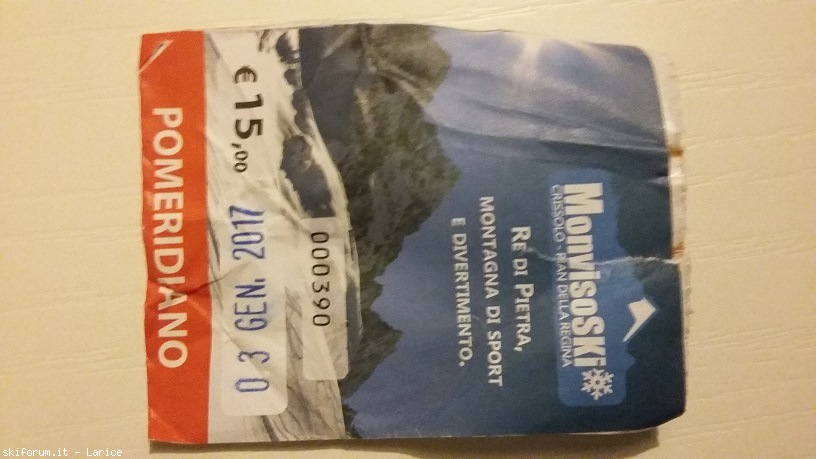 MonvisoSKi
CRISSOLO - PIAN DELLA REGINA
RE DI PIETRA,
MONTAGNA DI SPORT
E DIVERTIMENTO.
000390
€ 15,00
03 GEN. 2017
POMERIDIANO
skiforum.it - Larice